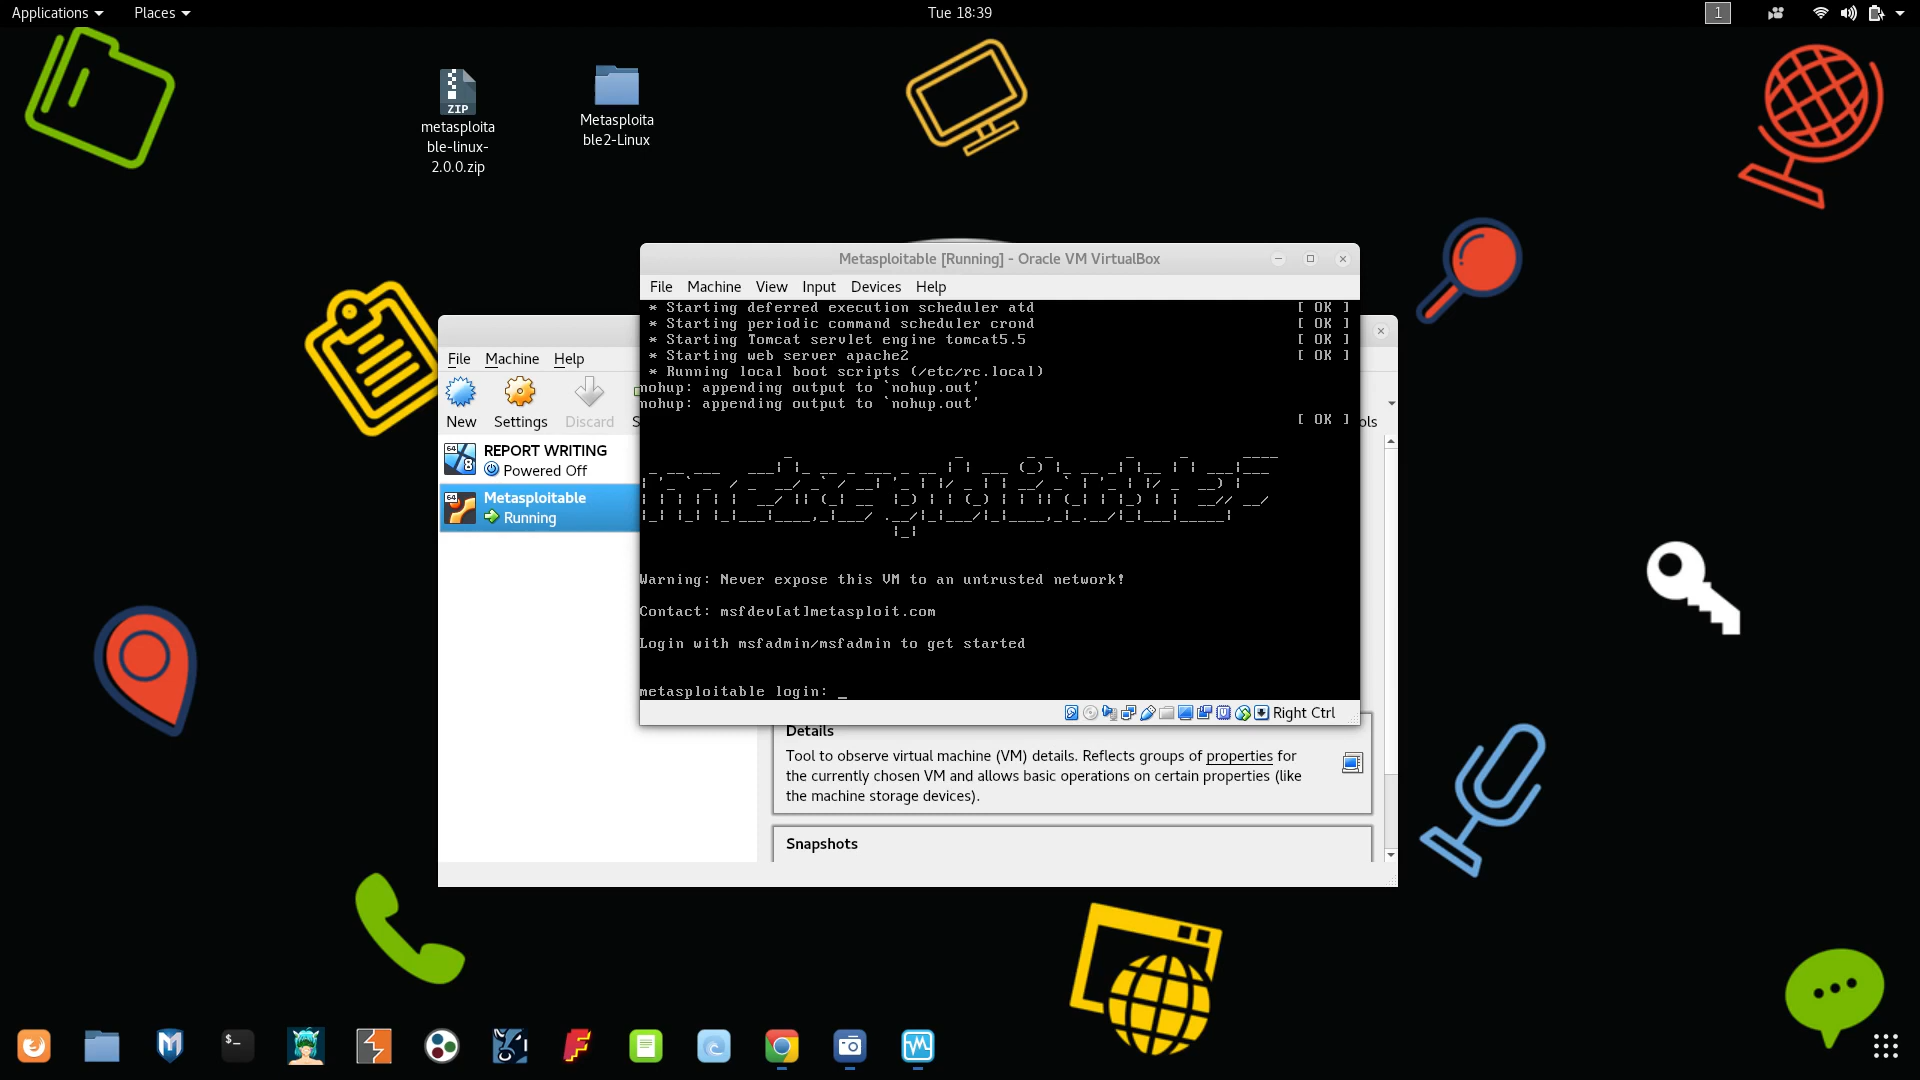 Applications Places Tue 18:39 1
ZIP
metasploita
ble-linux-
2.0.0.zip
Metasploita
ble2-Linux
Metasploitable [Running] - Oracle VM VirtualBox
File Machine View Input Devices Help
* Starting deferred execution scheduler atd [ OK ]
* Starting periodic command scheduler crond [ OK ]
* Starting Tomcat servlet engine tomcat5.5 [ OK ]
* Starting web server apache2 [ OK ]
* Running local boot scripts (/etc/rc.local)
nohup: appending output to `nohup.out'
nohup: appending output to `nohup.out'
[ OK ]
metasploitable2
Warning: Never expose this VM to an untrusted network!
Contact: msfdev[at]metasploit.com
Login with msfadmin/msfadmin to get started
metasploitable login: _
Right Ctrl
File Machine Help
New Settings Discard S
ols
64 8
REPORT WRITING
Powered Off
64
Metasploitable
Running
Details
Tool to observe virtual machine (VM) details. Reflects groups of properties for
the currently chosen VM and allows basic operations on certain properties (like
the machine storage devices).
Snapshots
$_